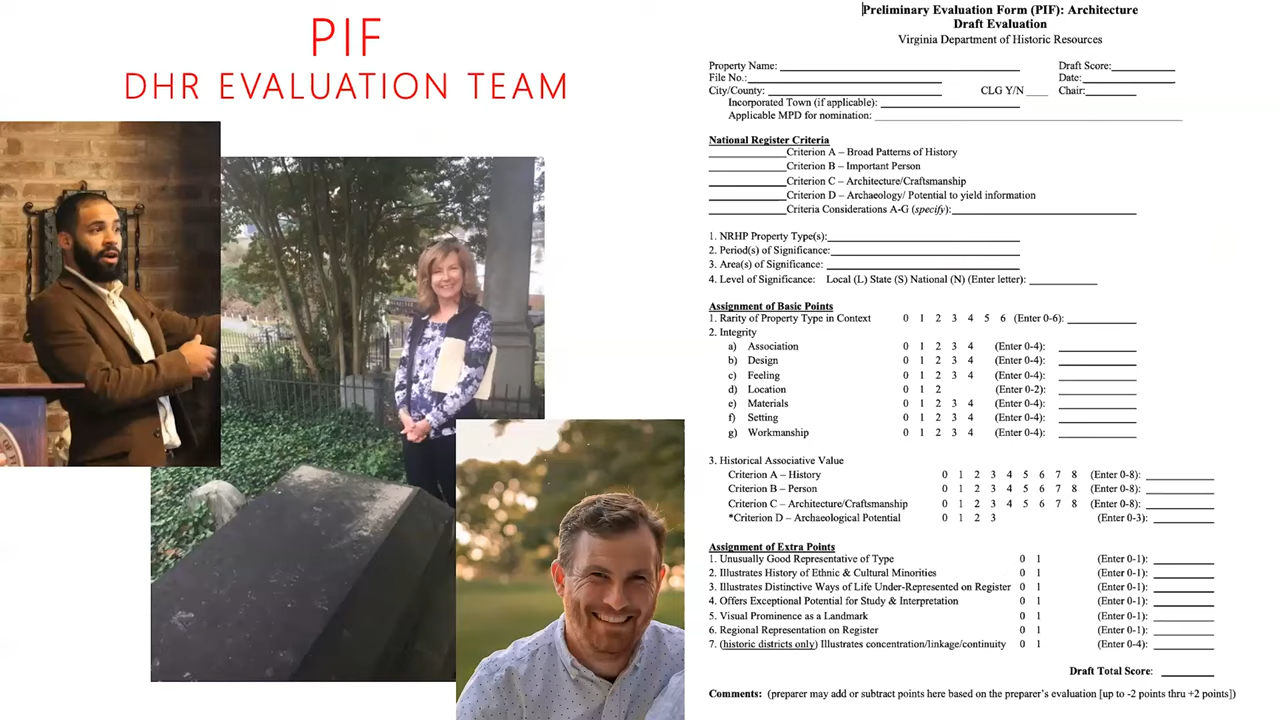 PIF
DHR EVALUATION TEAM
Preliminary Evaluation Form (PIF): Architecture
Draft Evaluation
Virginia Department of Historic Resources
Property Name: Draft Score:
File No.: Date:
City/County: CLG Y/N Chair:
Incorporated Town (if applicable):
Applicable MPD for nomination:
National Register Criteria
Criterion A – Broad Patterns of History
Criterion B – Important Person
Criterion C – Architecture/Craftsmanship
Criterion D – Archaeology/ Potential to yield information
Criteria Considerations A-G (specify):
1. NRHP Property Type(s):
2. Period(s) of Significance:
3. Area(s) of Significance:
4. Level of Significance: Local (L) State (S) National (N) (Enter letter):
Assignment of Basic Points
1. Rarity of Property Type in Context 0 1 2 3 4 5 6 (Enter 0-6):
2. Integrity
a) Association 0 1 2 3 4 (Enter 0-4):
b) Design 0 1 2 3 4 (Enter 0-4):
c) Feeling 0 1 2 3 4 (Enter 0-4):
d) Location 0 1 2 (Enter 0-2):
e) Materials 0 1 2 3 4 (Enter 0-4):
f) Setting 0 1 2 3 4 (Enter 0-4):
g) Workmanship 0 1 2 3 4 (Enter 0-4):
3. Historical Associative Value
Criterion A – History 0 1 2 3 4 5 6 7 8 (Enter 0-8):
Criterion B – Person 0 1 2 3 4 5 6 7 8 (Enter 0-8):
Criterion C – Architecture/Craftsmanship 0 1 2 3 4 5 6 7 8 (Enter 0-8):
*Criterion D – Archaeological Potential 0 1 2 3 (Enter 0-3):
Assignment of Extra Points
1. Unusually Good Representative of Type 0 1 (Enter 0-1):
2. Illustrates History of Ethnic & Cultural Minorities 0 1 (Enter 0-1):
3. Illustrates Distinctive Ways of Life Under-Represented on Register 0 1 (Enter 0-1):
4. Offers Exceptional Potential for Study & Interpretation 0 1 (Enter 0-1):
5. Visual Prominence as a Landmark 0 1 (Enter 0-1):
6. Regional Representation on Register 0 1 (Enter 0-1):
7. (historic districts only) Illustrates concentration/linkage/continuity 0 1 (Enter 0-4):
Draft Total Score:
Comments: (preparer may add or subtract points here based on the preparer's evaluation [up to -2 points thru +2 points])